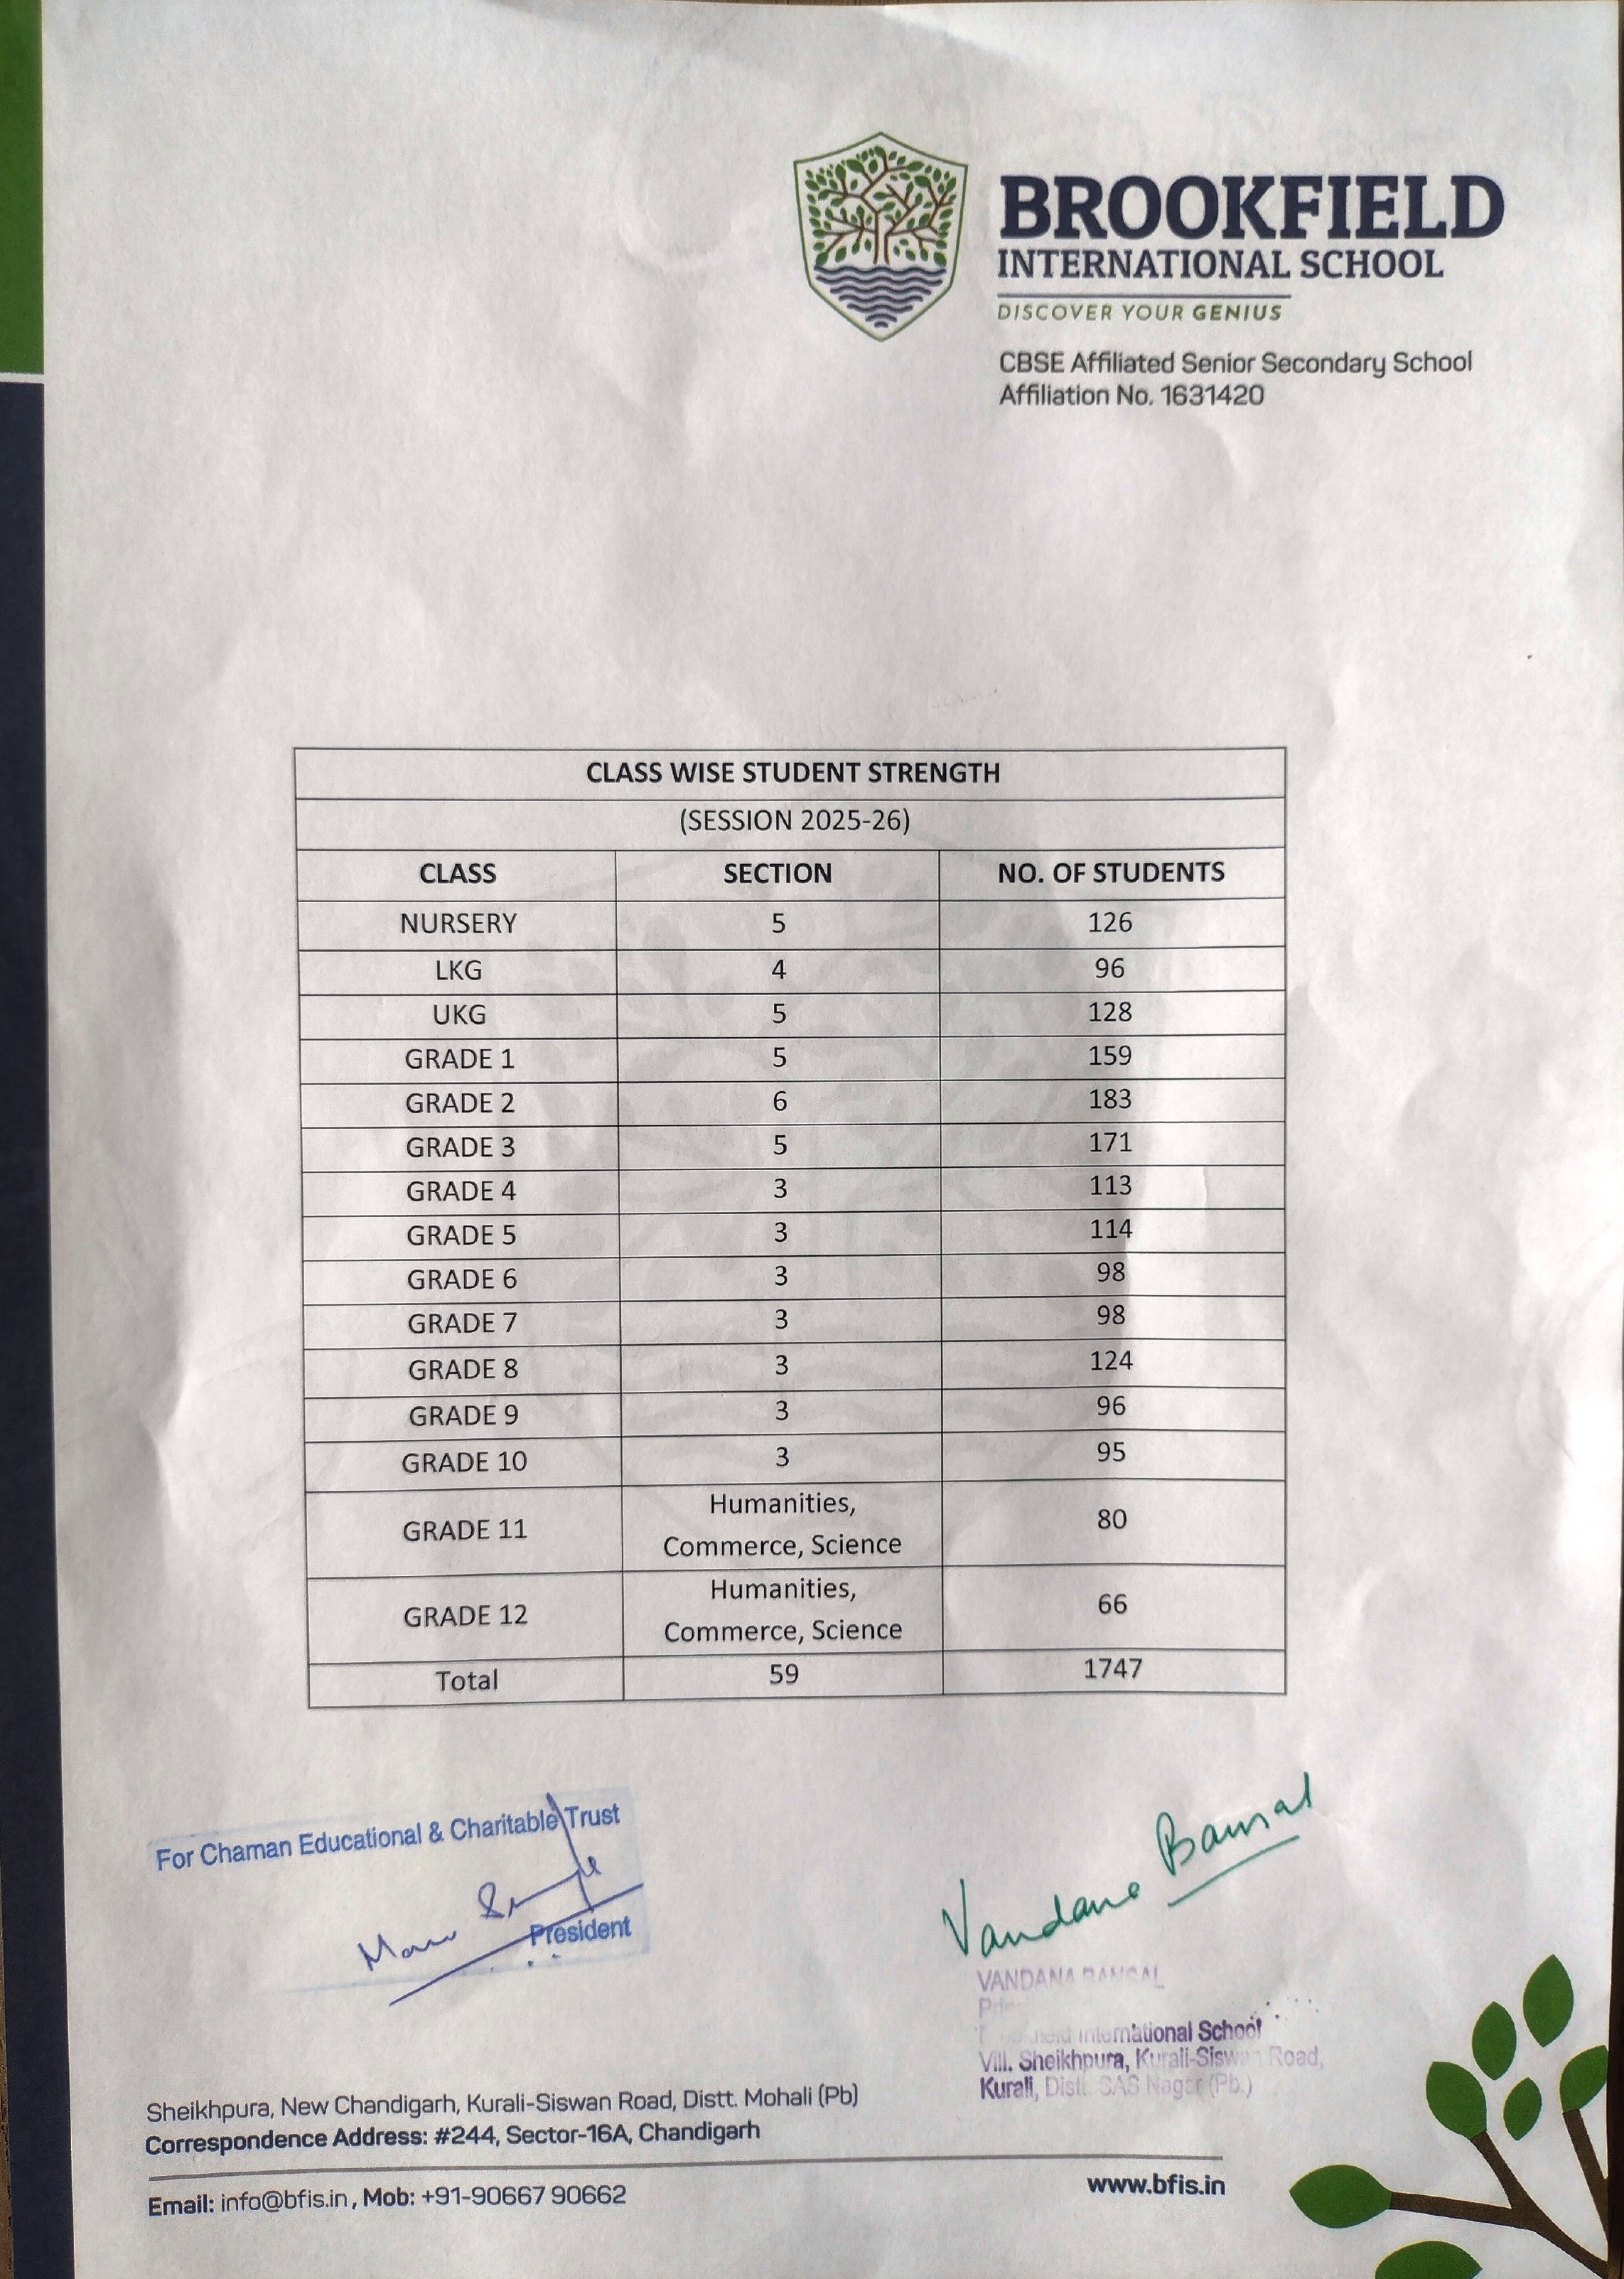 BROOKFIELD
INTERNATIONAL SCHOOL
DISCOVER YOUR GENIUS
CBSE Affiliated Senior Secondary School
Affiliation No. 1631420
CLASS WISE STUDENT STRENGTH
(SESSION 2025-26)
CLASS SECTION NO. OF STUDENTS
NURSERY 5 126
LKG 4 96
UKG 5 128
GRADE 1 5 159
GRADE 2 6 183
GRADE 3 5 171
GRADE 4 3 113
GRADE 5 3 114
GRADE 6 3 98
GRADE 7 3 98
GRADE 8 3 124
GRADE 9 3 96
GRADE 10 3 95
GRADE 11 Humanities, Commerce, Science 80
GRADE 12 Humanities, Commerce, Science 66
Total 59 1747
For Chaman Educational & Charitable Trust
President
Vandana Bansal
VANDANA BANSAL
International School
Vill. Sheikhpura, Kurali-Siswan Road,
Kurali, Distt. SAS Nagar (Pb.)
Sheikhpura, New Chandigarh, Kurali-Siswan Road, Distt. Mohali (Pb)
Correspondence Address: #244, Sector-16A, Chandigarh
Email: info@bfis.in, Mob: +91-90667 90662
www.bfis.in